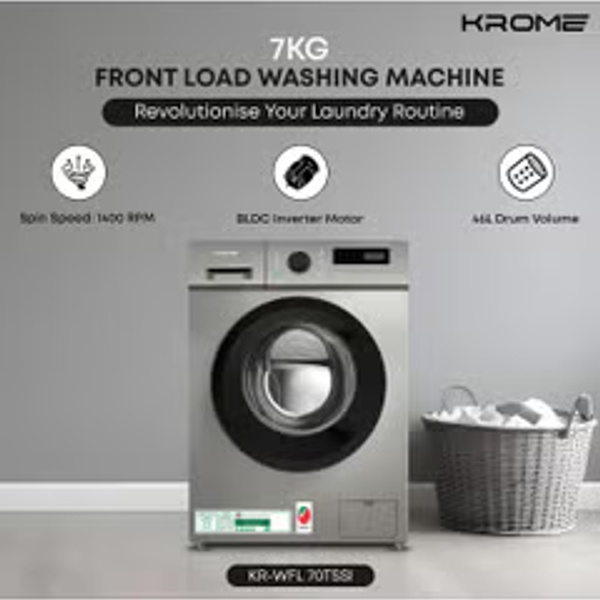 KROME
7KG
FRONT LOAD WASHING MACHINE
Revolutionise Your Laundry Routine
Spin Speed: 1400 RPM
BLDC Inverter Motor
46L Drum Volume
KR-WFL 70TSSI